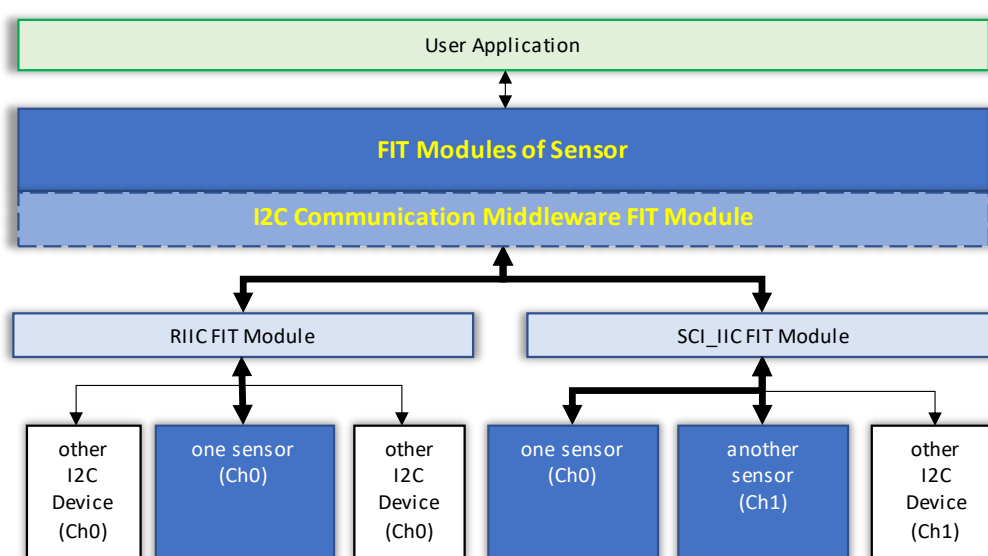 User Application
FIT Modules of Sensor
I2C Communication Middleware FIT Module
RIIC FIT Module
SCI_IIC FIT Module
other
I2C
Device
(Ch0)
one sensor
(Ch0)
other
I2C
Device
(Ch0)
one sensor
(Ch0)
another
sensor
(Ch1)
other
I2C
Device
(Ch1)